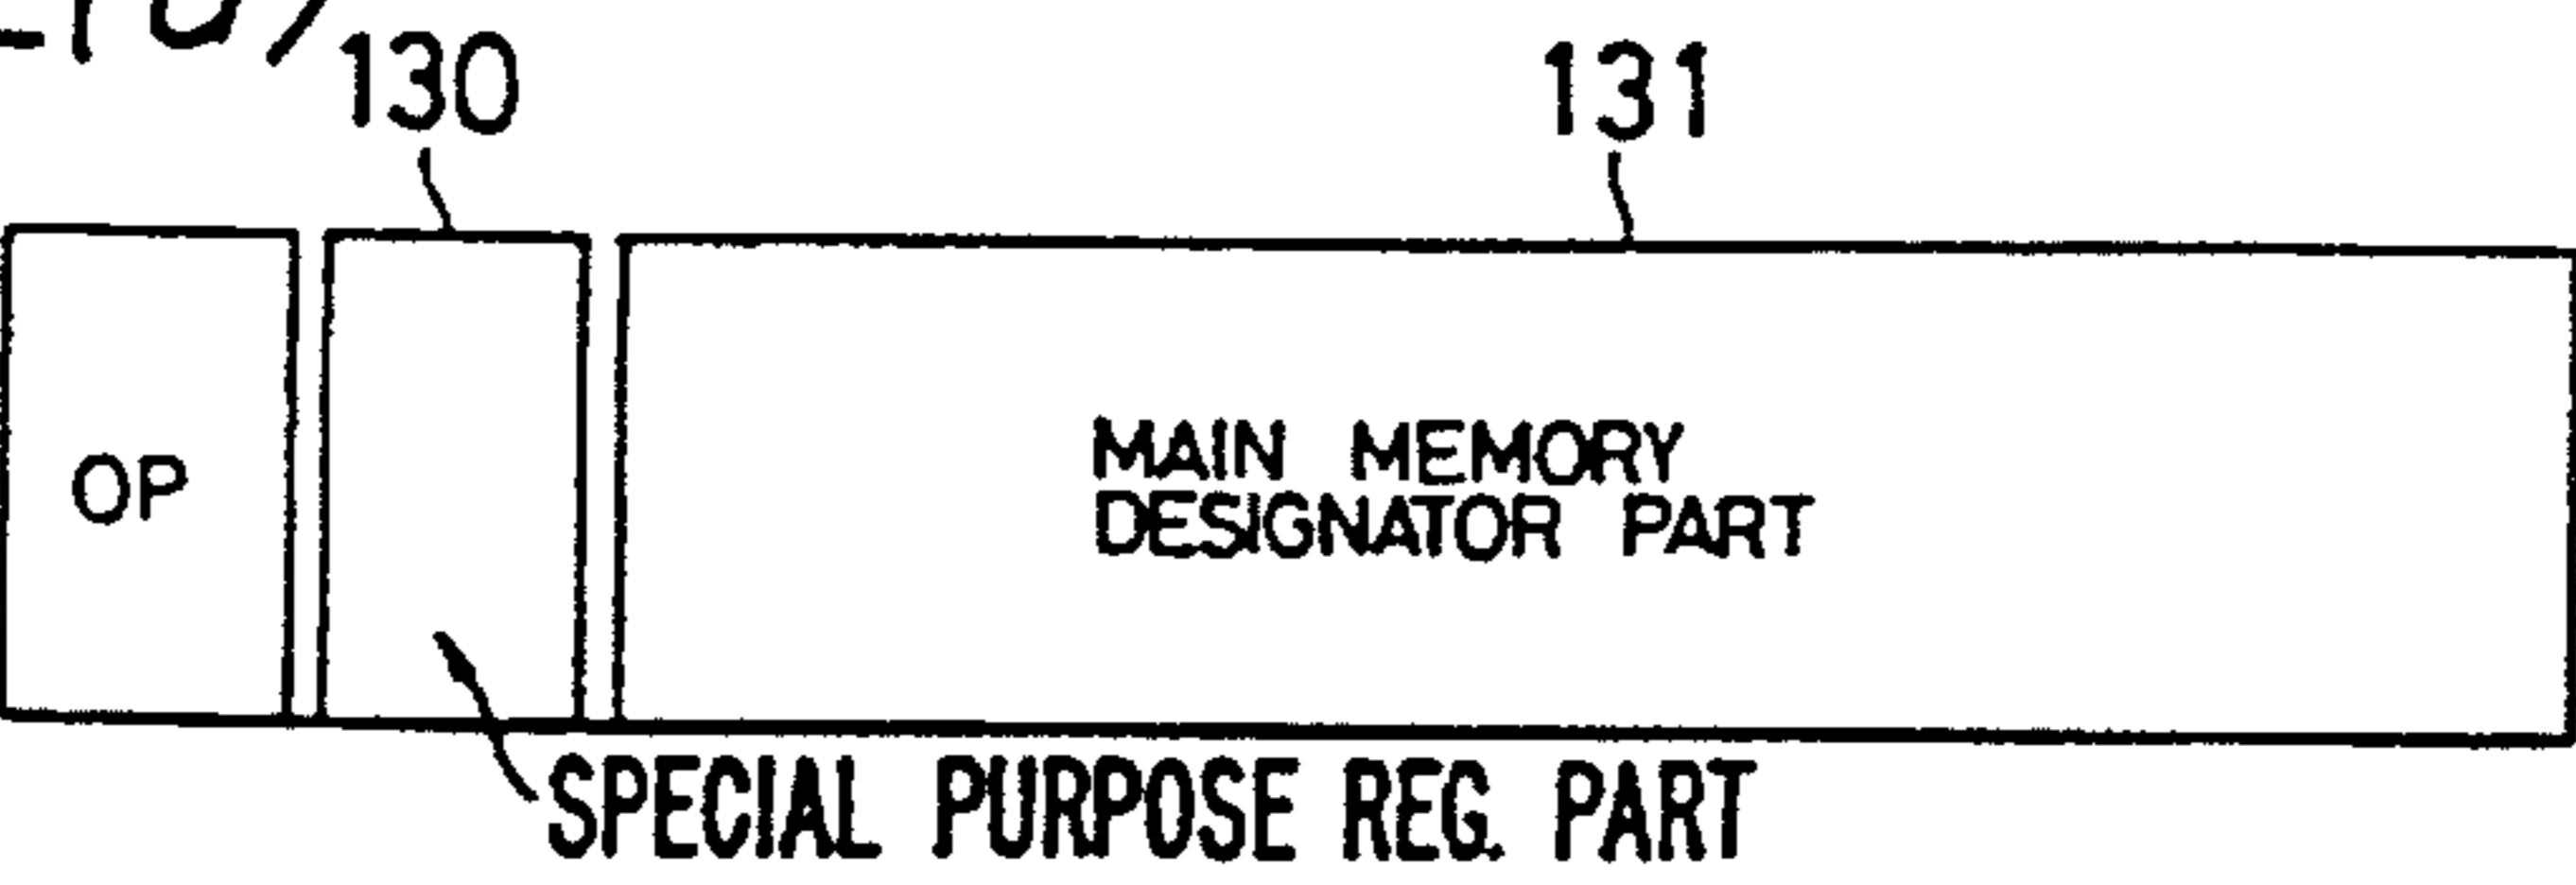 130
131
OP
MAIN MEMORY
DESIGNATOR PART
SPECIAL PURPOSE REG. PART